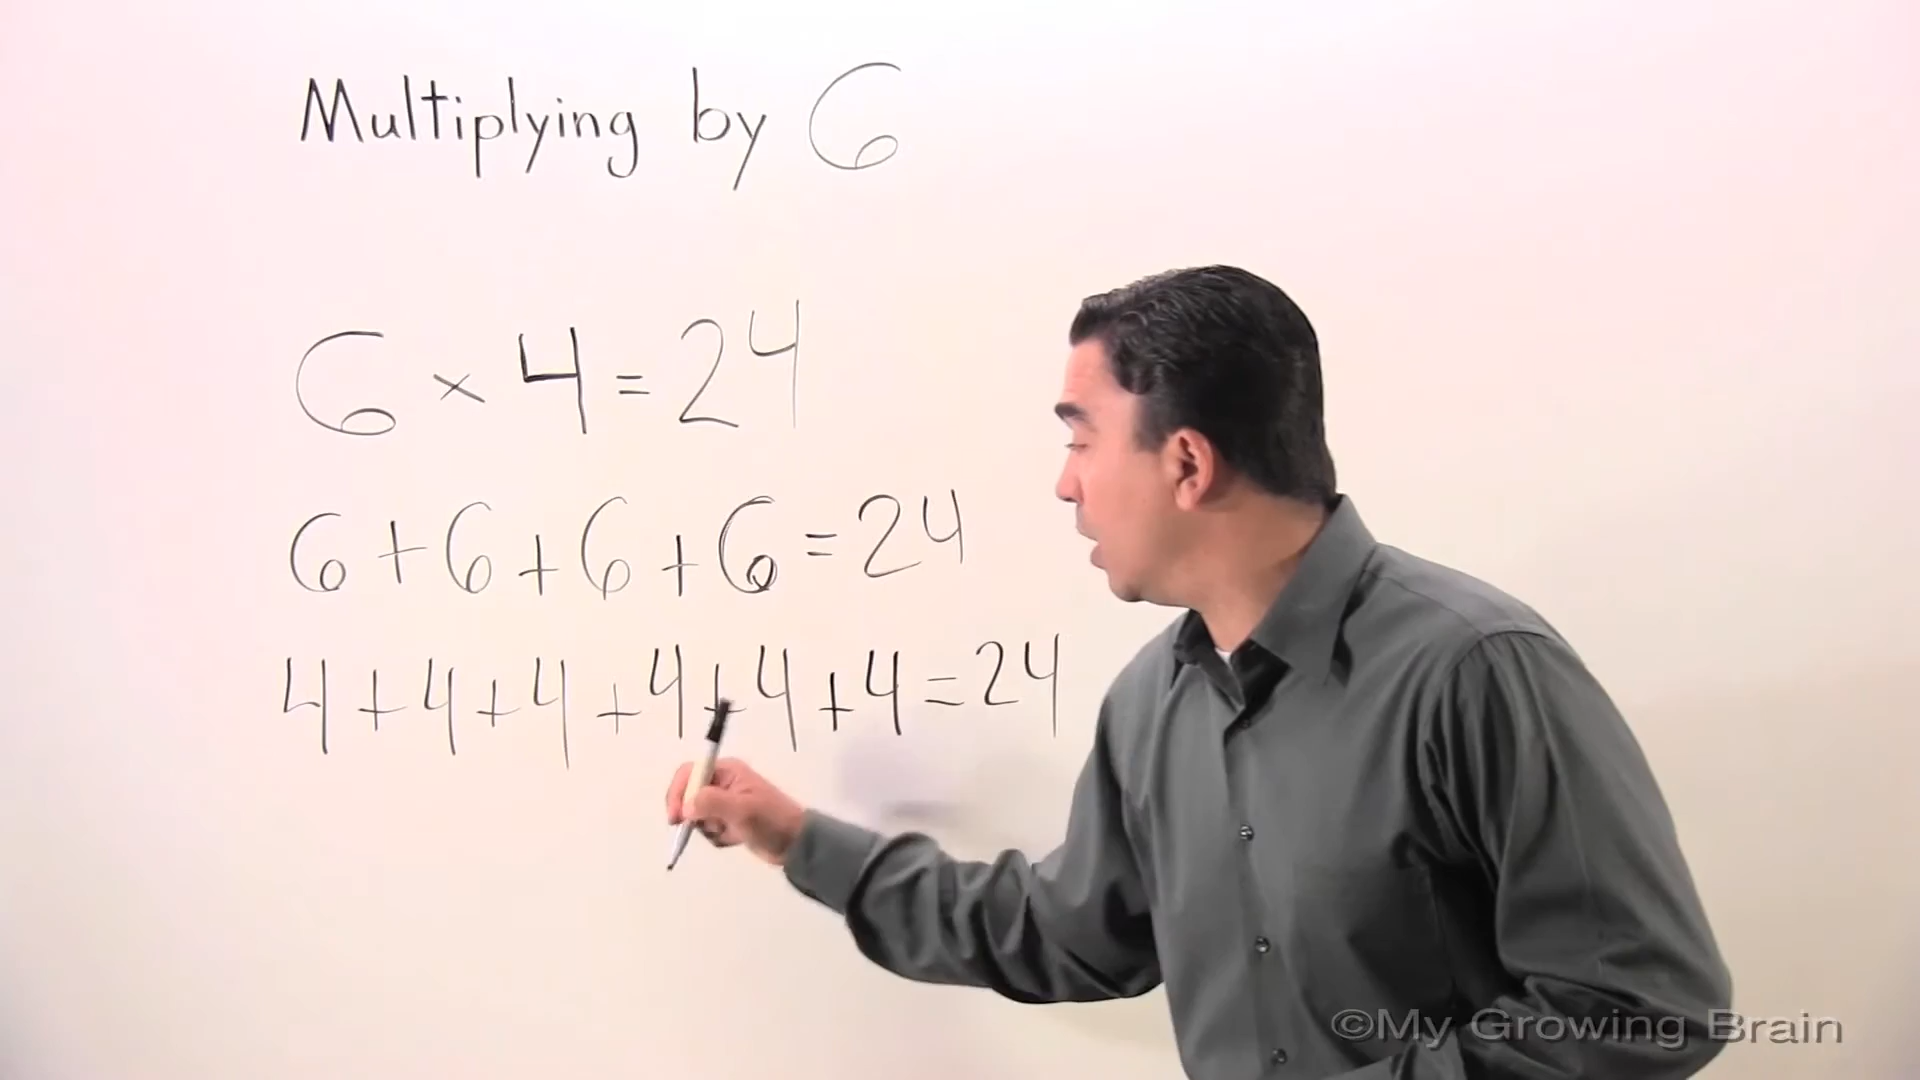 Multiplying by 6
6 × 4 = 24
6 + 6 + 6 + 6 = 24
4 + 4 + 4 + 4 + 4 + 4 = 24
©My Growing Brain